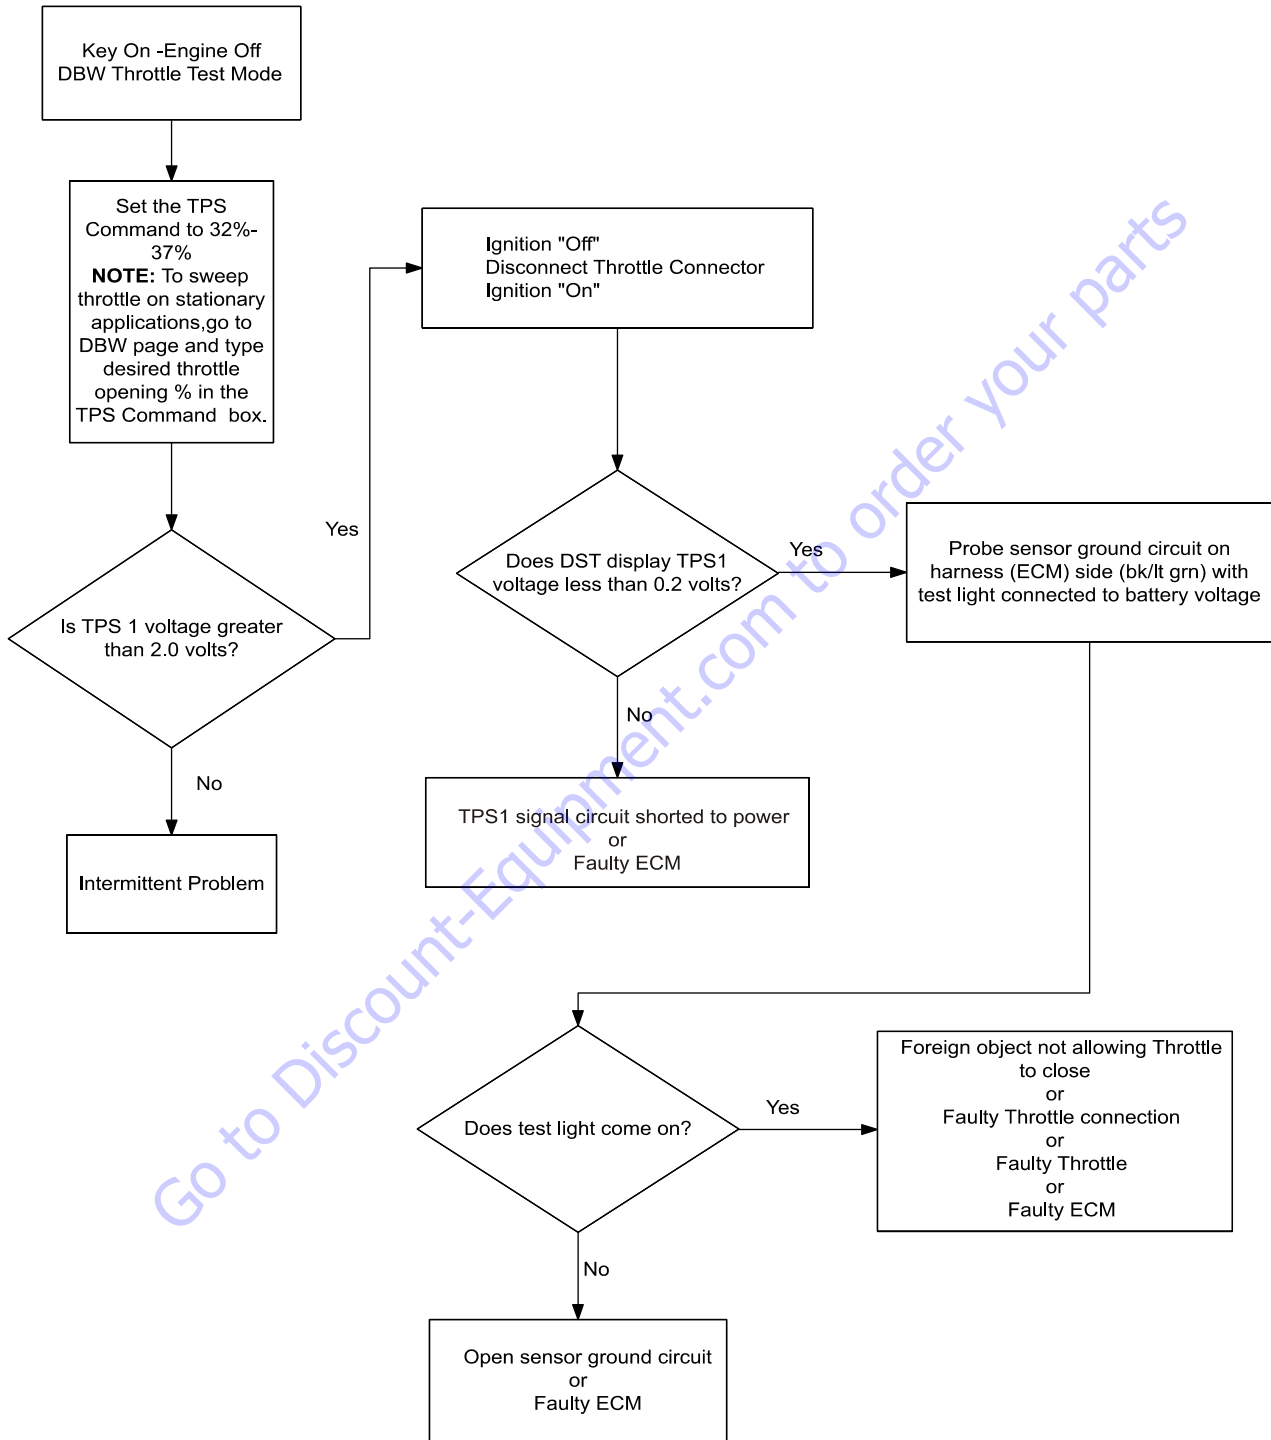 Key On -Engine Off
DBW Throttle Test Mode
Set the TPS
Command to 32%-
37%
NOTE: To sweep
throttle on stationary
applications,go to
DBW page and type
desired throttle
opening % in the
TPS Command box.
Is TPS 1 voltage greater
than 2.0 volts?
Yes
No
Intermittent Problem
Ignition "Off"
Disconnect Throttle Connector
Ignition "On"
Does DST display TPS1
voltage less than 0.2 volts?
Yes
No
TPS1 signal circuit shorted to power
or
Faulty ECM
Probe sensor ground circuit on
harness (ECM) side (bk/lt grn) with
test light connected to battery voltage
Does test light come on?
Yes
No
Foreign object not allowing Throttle
to close
or
Faulty Throttle connection
or
Faulty Throttle
or
Faulty ECM
Open sensor ground circuit
or
Faulty ECM
Go to Discount-Equipment.com to order your parts